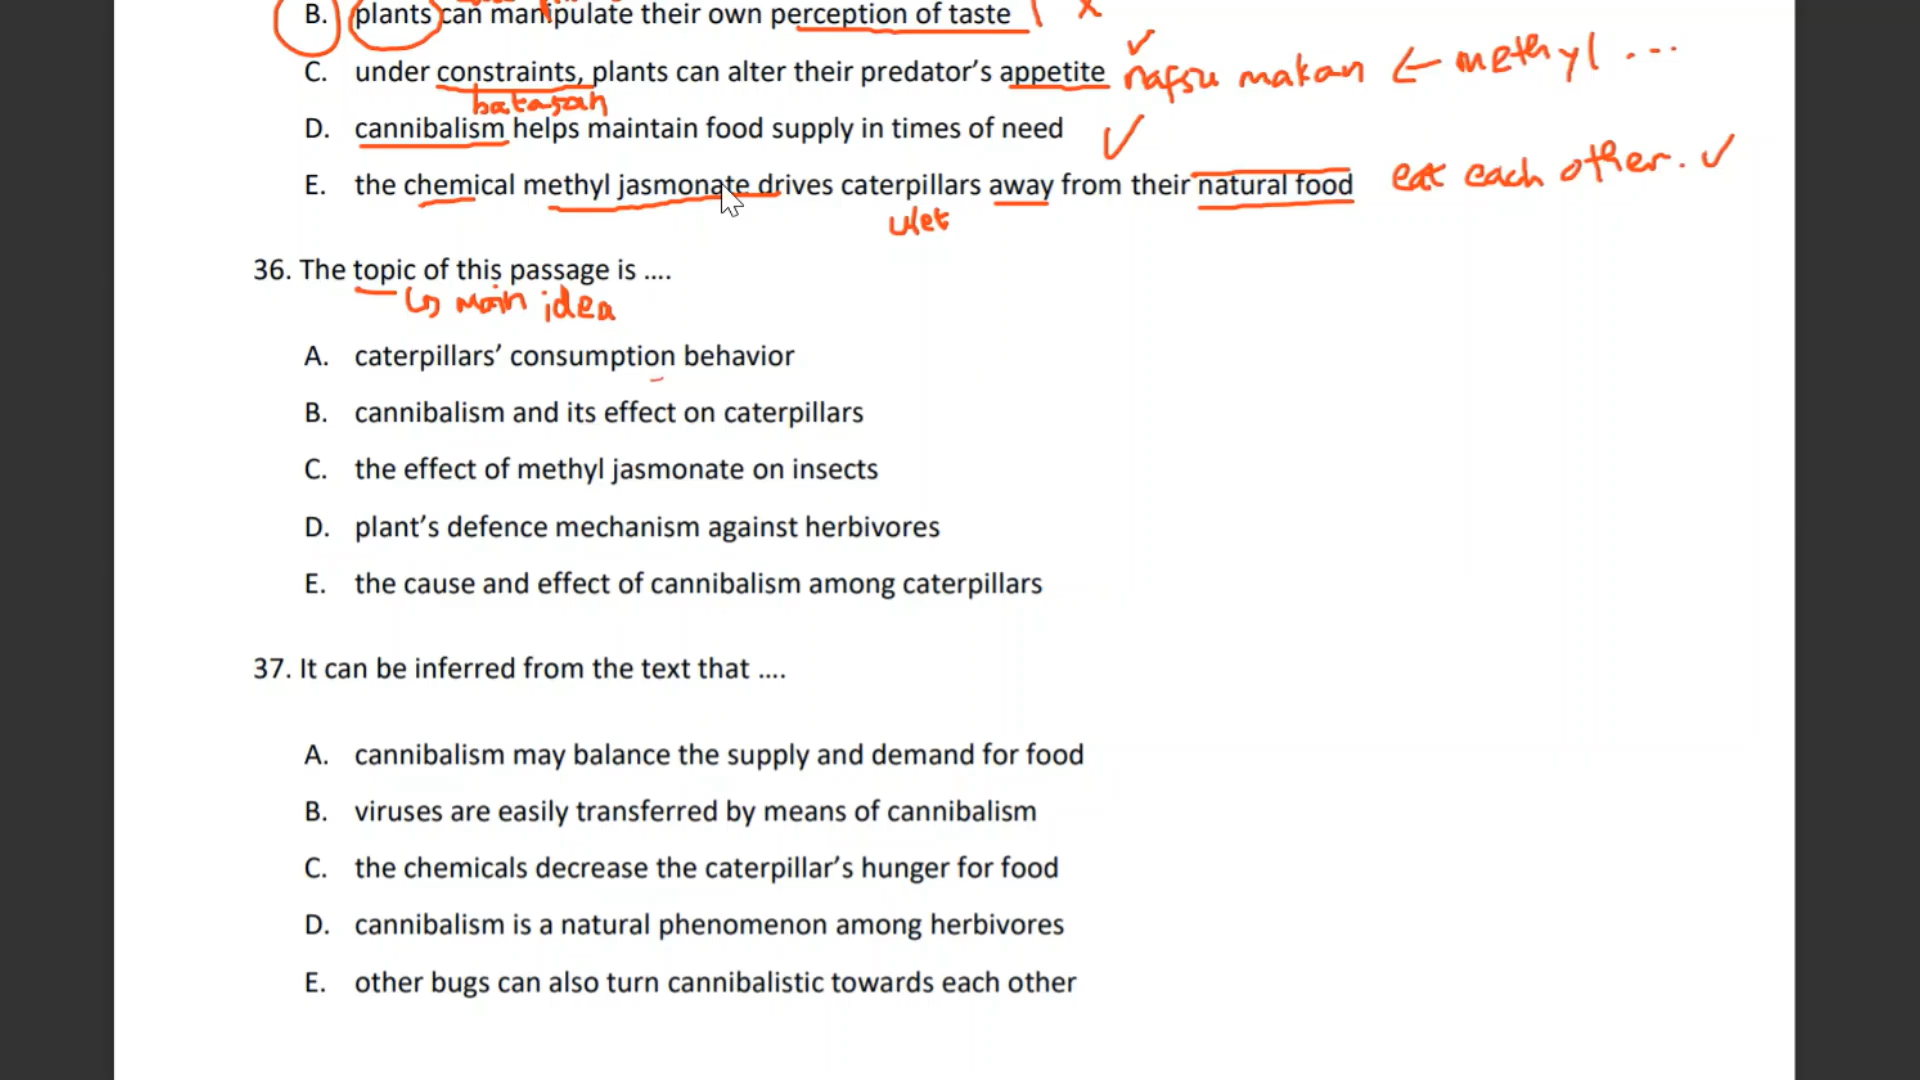 B. plants can manipulate their own perception of taste
C. under constraints, plants can alter their predator's appetite nafsu makan ← methyl ...
batasan
D. cannibalism helps maintain food supply in times of need
E. the chemical methyl jasmonate drives caterpillars away from their natural food eat each other.
ulet
36. The topic of this passage is ....
main idea
A. caterpillars’ consumption behavior
B. cannibalism and its effect on caterpillars
C. the effect of methyl jasmonate on insects
D. plant’s defence mechanism against herbivores
E. the cause and effect of cannibalism among caterpillars
37. It can be inferred from the text that ....
A. cannibalism may balance the supply and demand for food
B. viruses are easily transferred by means of cannibalism
C. the chemicals decrease the caterpillar’s hunger for food
D. cannibalism is a natural phenomenon among herbivores
E. other bugs can also turn cannibalistic towards each other